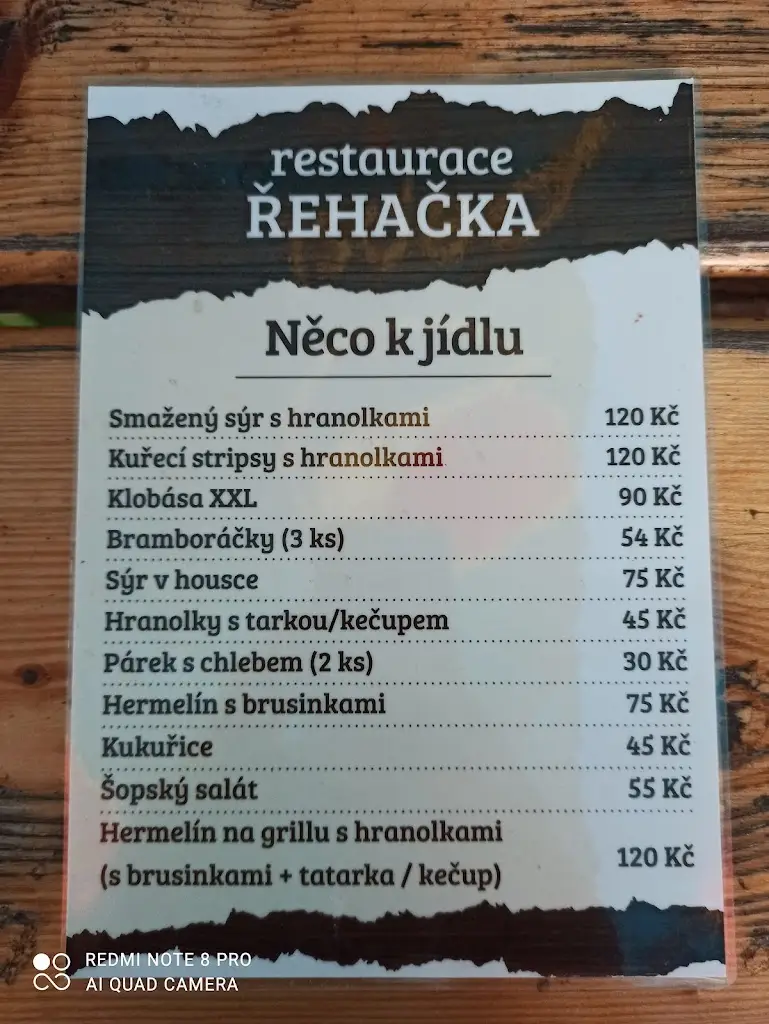 restaurace
ŘEHAČKA
Něco k jídlu
Smažený sýr s hranolkami 120 Kč
Kuřecí stripsy s hranolkami 120 Kč
Klobása XXL 90 Kč
Bramboráčky (3 ks) 54 Kč
Sýr v housce 75 Kč
Hranolky s tarkou/kečupem 45 Kč
Párek s chlebem (2 ks) 30 Kč
Hermelín s brusinkami 75 Kč
Kukuřice 45 Kč
Šopský salát 55 Kč
Hermelín na grillu s hranolkami
(s brusinkami + tatarka / kečup) 120 Kč
REDMI NOTE 8 PRO
AI QUAD CAMERA